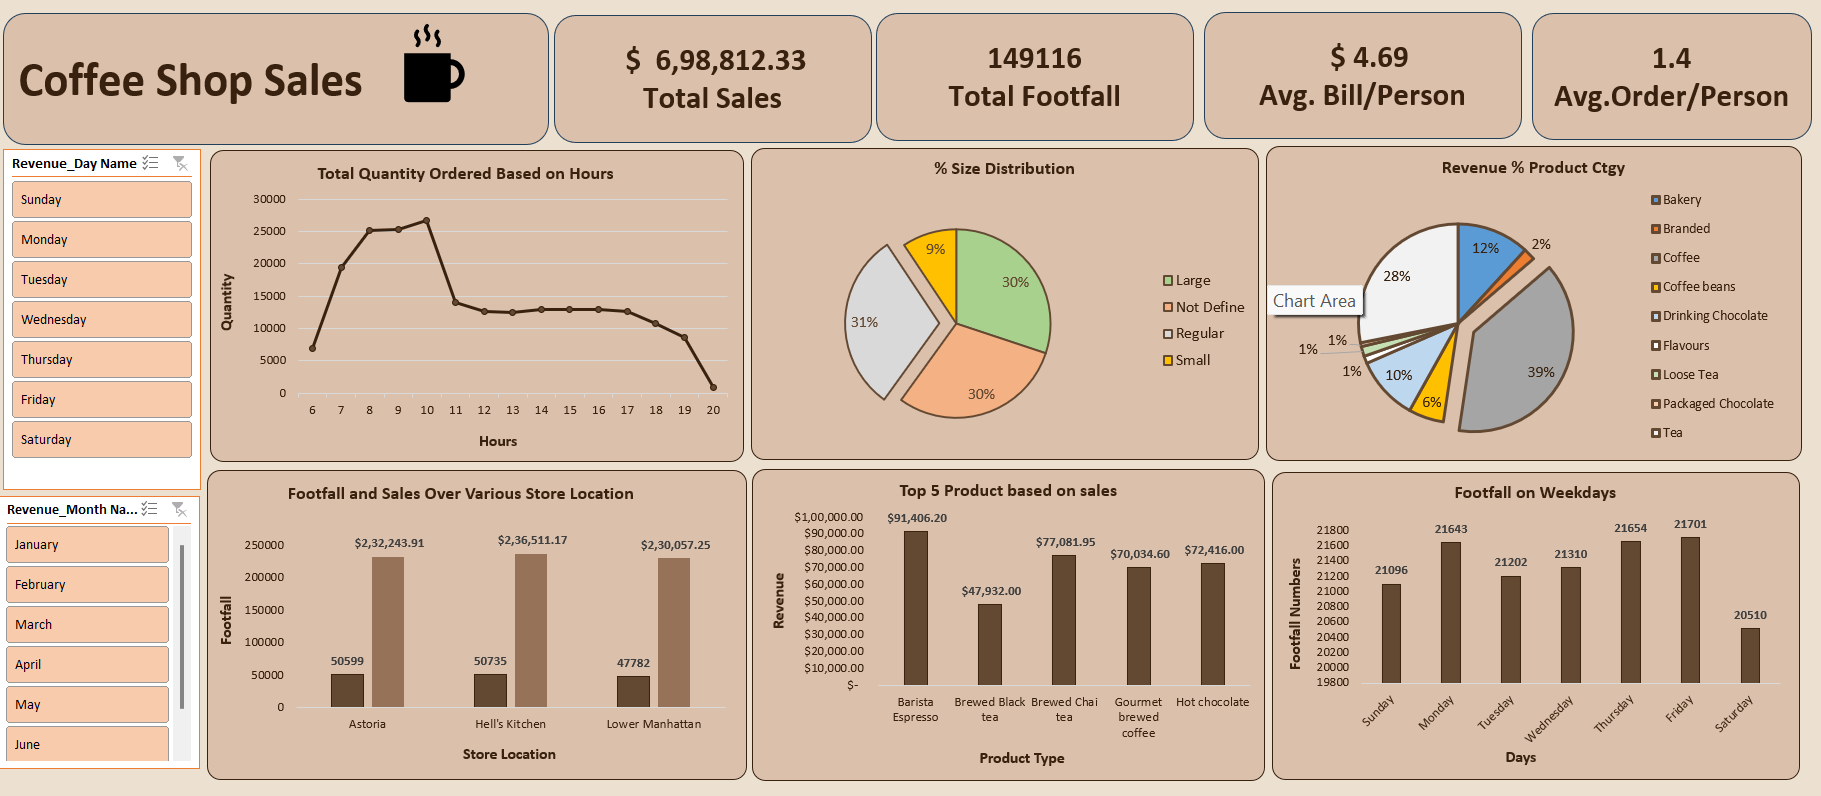 Coffee Shop Sales
$ 6,98,812.33
Total Sales
149116
Total Footfall
$ 4.69
Avg. Bill/Person
1.4
Avg.Order/Person
Revenue_Day Name
Sunday
Monday
Tuesday
Wednesday
Thursday
Friday
Saturday
Revenue_Month Na...
January
February
March
April
May
June
Total Quantity Ordered Based on Hours
30000
25000
20000
15000
10000
5000
0
Quantity
6 7 8 9 10 11 12 13 14 15 16 17 18 19 20
Hours
% Size Distribution
9%
30%
31%
30%
Large
Not Define
Regular
Small
Revenue % Product Ctgy
12%
2%
28%
39%
1%
1%
1%
10%
6%
Chart Area
Bakery
Branded
Coffee
Coffee beans
Drinking Chocolate
Flavours
Loose Tea
Packaged Chocolate
Tea
Footfall and Sales Over Various Store Location
250000
200000
150000
100000
50000
0
Footfall
$2,32,243.91
$2,36,511.17
$2,30,057.25
50599
50735
47782
Astoria
Hell's Kitchen
Lower Manhattan
Store Location
Top 5 Product based on sales
$1,00,000.00
$90,000.00
$80,000.00
$70,000.00
$60,000.00
$50,000.00
$40,000.00
$30,000.00
$20,000.00
$10,000.00
$-
Revenue
$91,406.20
$47,932.00
$77,081.95
$70,034.60
$72,416.00
Barista
Espresso
Brewed Black
tea
Brewed Chai
tea
Gourmet
brewed
coffee
Hot chocolate
Product Type
Footfall on Weekdays
21800
21600
21400
21200
21000
20800
20600
20400
20200
20000
19800
Footfall Numbers
21096
21643
21202
21310
21654
21701
20510
Sunday
Monday
Tuesday
Wednesday
Thursday
Friday
Saturday
Days